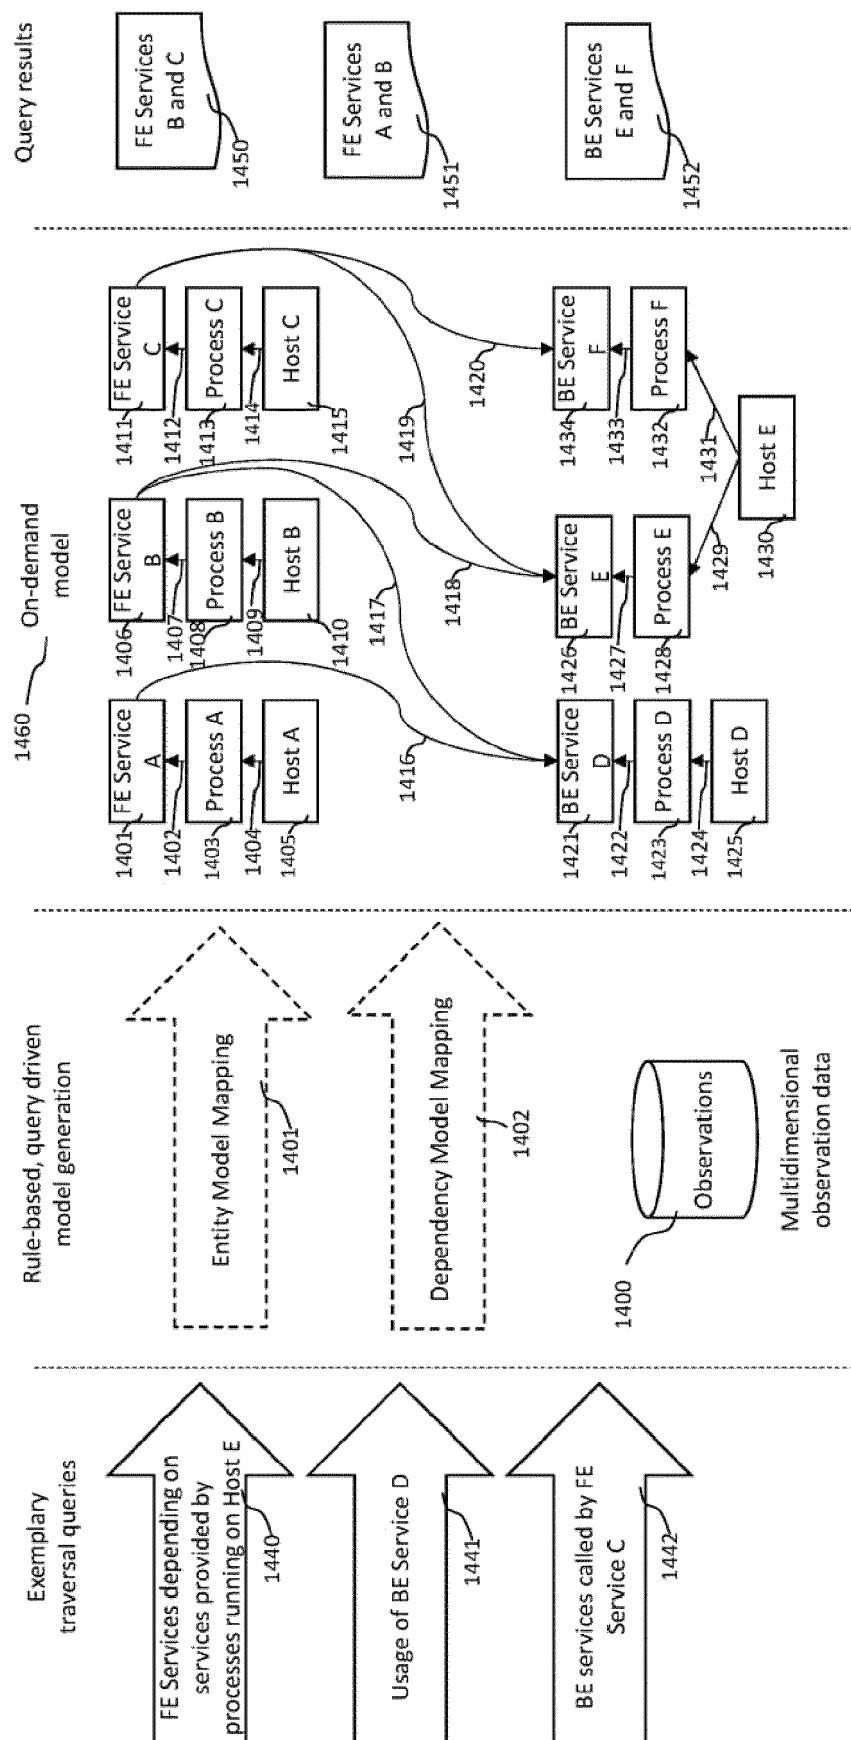 Exemplary
traversal queries
FE Services depending on
services provided by
processes running on Host E
1440
Usage of BE Service D
1441
BE services called by FE
Service C
1442
Rule-based, query driven
model generation
Entity Model Mapping
1401
Dependency Model Mapping
1402
1400
Observations
Multidimensional
observation data
1460
On-demand
model
1401
FE Service
A
1402
1403
Process A
1404
1405
Host A
1406
FE Service
B
1407
1408
Process B
1409
1410
Host B
1411
FE Service
C
1412
1413
Process C
1414
1415
Host C
1416
1417
1418
1419
1420
1421
BE Service
D
1422
1423
Process D
1424
1425
Host D
1426
BE Service
E
1427
1428
Process E
1429
1430
Host E
1431
1434
BE Service
F
1433
1432
Process F
Query results
FE Services
B and C
1450
FE Services
A and B
1451
BE Services
E and F
1452